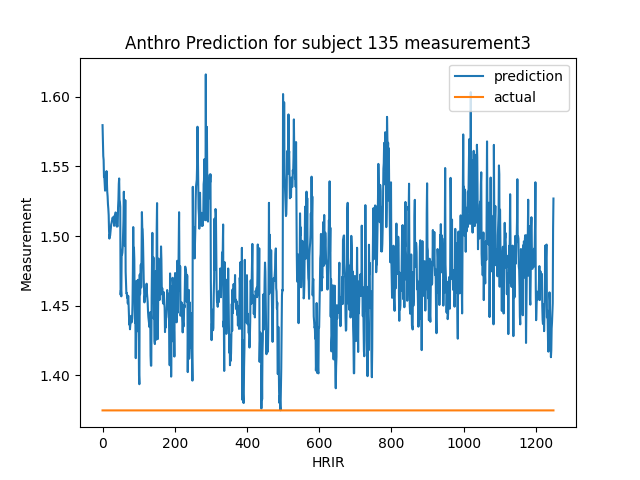 Anthro Prediction for subject 135 measurement3
prediction
actual
1.60
1.55
1.50
1.45
1.40
Measurement
0 200 400 600 800 1000 1200
HRIR